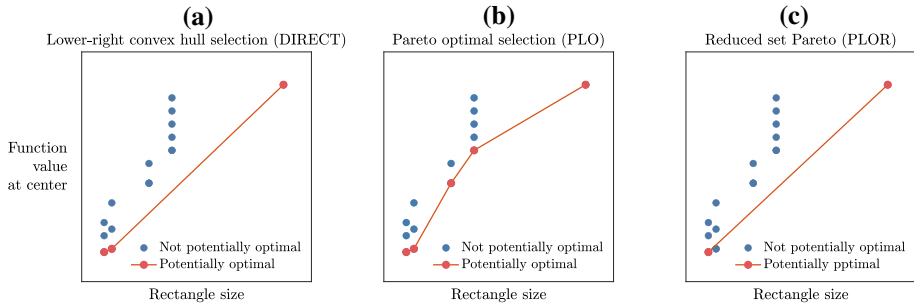 (a)
Lower-right convex hull selection (DIRECT)
Function
value
at center
Not potentially optimal
Potentially optimal
Rectangle size
(b)
Pareto optimal selection (PLO)
Not potentially optimal
Potentially optimal
Rectangle size
(c)
Reduced set Pareto (PLOR)
Not potentially optimal
Potentially pptimal
Rectangle size